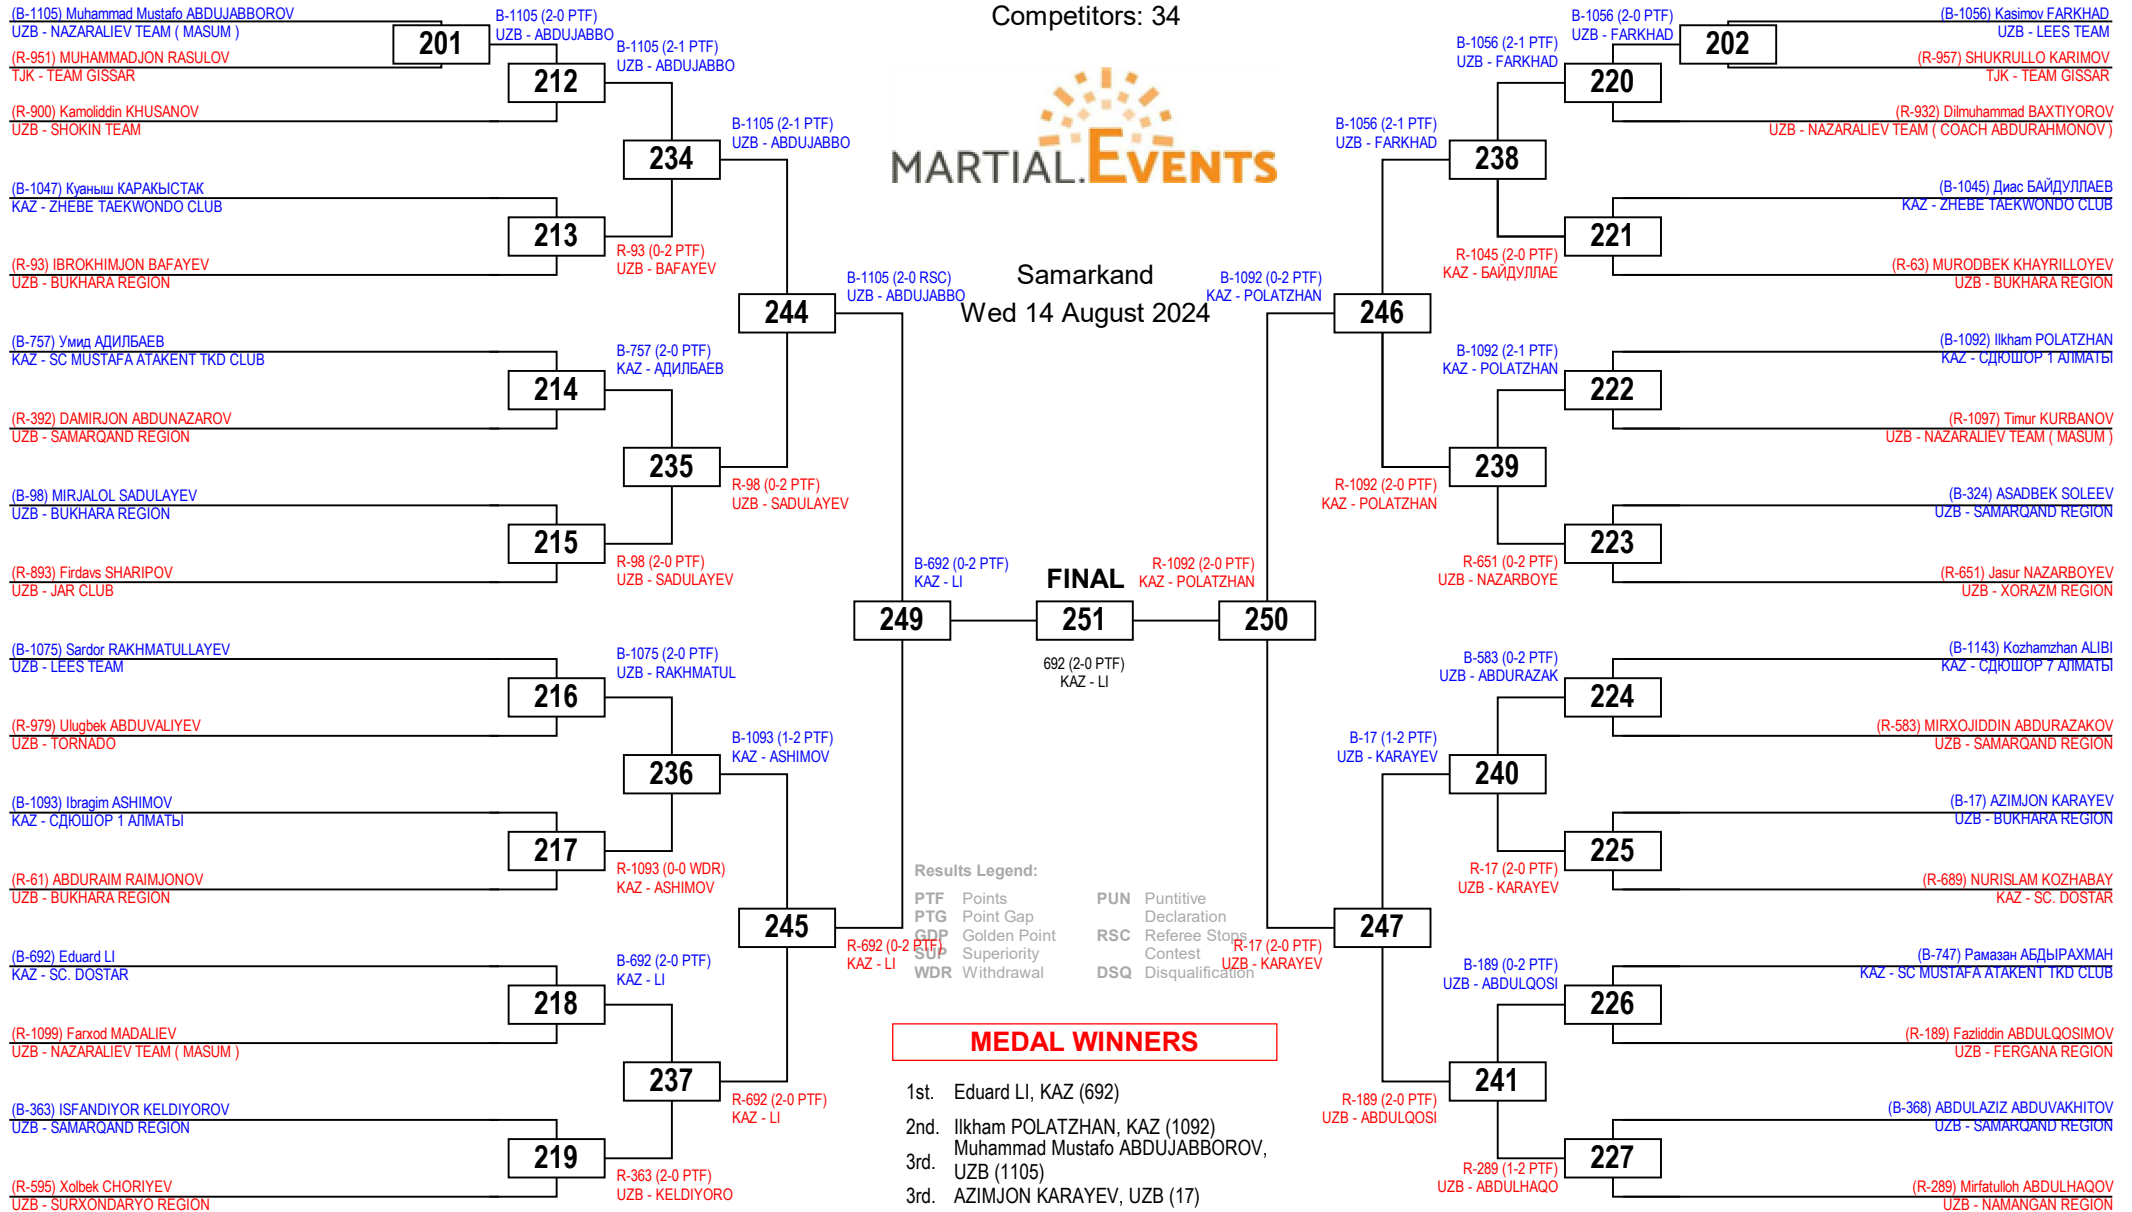 Competitors: 34
MARTIAL.EVENTS
Samarkand
Wed 14 August 2024
(B-1105) Muhammad Mustafo ABDUJABBOROV
UZB - NAZARALIEV TEAM ( MASUM )
(R-951) MUHAMMADJON RASULOV
TJK - TEAM GISSAR
201
B-1105 (2-0 PTF)
UZB - ABDUJABBO
(R-900) Kamoliddin KHUSANOV
UZB - SHOKIN TEAM
212
B-1105 (2-1 PTF)
UZB - ABDUJABBO
234
B-1105 (2-1 PTF)
UZB - ABDUJABBO
(B-1047) Куаныш КАРАКЫСТАК
KAZ - ZHEBE TAEKWONDO CLUB
213
(R-93) IBROKHIMJON BAFAYEV
UZB - BUKHARA REGION
R-93 (0-2 PTF)
UZB - BAFAYEV
244
B-1105 (2-0 RSC)
UZB - ABDUJABBO
(B-757) Умид АДИЛБАЕВ
KAZ - SC MUSTAFA ATAKENT TKD CLUB
214
B-757 (2-0 PTF)
KAZ - АДИЛБАЕВ
(R-392) DAMIRJON ABDUNAZAROV
UZB - SAMARQAND REGION
235
R-98 (0-2 PTF)
UZB - SADULAYEV
(B-98) MIRJALOL SADULAYEV
UZB - BUKHARA REGION
215
(R-893) Firdavs SHARIPOV
UZB - JAR CLUB
R-98 (2-0 PTF)
UZB - SADULAYEV
249
B-692 (0-2 PTF)
KAZ - LI
(B-1075) Sardor RAKHMATULLAYEV
UZB - LEES TEAM
216
B-1075 (2-0 PTF)
UZB - RAKHMATUL
(R-979) Ulugbek ABDUVALIYEV
UZB - TORNADO
236
B-1093 (1-2 PTF)
KAZ - ASHIMOV
(B-1093) Ibragim ASHIMOV
KAZ - СДЮШОР 1 АЛМАТЫ
217
(R-61) ABDURAIM RAIMJONOV
UZB - BUKHARA REGION
R-1093 (0-0 WDR)
KAZ - ASHIMOV
245
R-692 (0-2 PTF)
KAZ - LI
(B-692) Eduard LI
KAZ - SC. DOSTAR
218
B-692 (2-0 PTF)
KAZ - LI
(R-1099) Farxod MADALIEV
UZB - NAZARALIEV TEAM ( MASUM )
237
R-692 (2-0 PTF)
KAZ - LI
(B-363) ISFANDIYOR KELDIYOROV
UZB - SAMARQAND REGION
219
(R-595) Xolbek CHORIYEV
UZB - SURXONDARYO REGION
R-363 (2-0 PTF)
UZB - KELDIYORO
FINAL
251
692 (2-0 PTF)
KAZ - LI
(B-1056) Kasimov FARKHAD
UZB - LEES TEAM
202
B-1056 (2-0 PTF)
UZB - FARKHAD
(R-957) SHUKRULLO KARIMOV
TJK - TEAM GISSAR
220
B-1056 (2-1 PTF)
UZB - FARKHAD
(R-932) Dilmuhammad BAXTIYOROV
UZB - NAZARALIEV TEAM ( COACH ABDURAHMONOV )
238
B-1056 (2-1 PTF)
UZB - FARKHAD
(B-1045) Диас БАЙДУЛЛАЕВ
KAZ - ZHEBE TAEKWONDO CLUB
221
R-1045 (2-0 PTF)
KAZ - БАЙДУЛЛАЕ
(R-63) MURODBEK KHAYRILLOYEV
UZB - BUKHARA REGION
246
B-1092 (0-2 PTF)
KAZ - POLATZHAN
(B-1092) Ilkham POLATZHAN
KAZ - СДЮШОР 1 АЛМАТЫ
222
B-1092 (2-1 PTF)
KAZ - POLATZHAN
(R-1097) Timur KURBANOV
UZB - NAZARALIEV TEAM ( MASUM )
239
R-1092 (2-0 PTF)
KAZ - POLATZHAN
(B-324) ASADBEK SOLEEV
UZB - SAMARQAND REGION
223
R-651 (0-2 PTF)
UZB - NAZARBOYE
(R-651) Jasur NAZARBOYEV
UZB - XORAZM REGION
250
R-1092 (2-0 PTF)
KAZ - POLATZHAN
(B-1143) Kozhamzhan ALIBI
KAZ - СДЮШОР 7 АЛМАТЫ
224
B-583 (0-2 PTF)
UZB - ABDURAZAK
(R-583) MIRXOJIDDIN ABDURAZAKOV
UZB - SAMARQAND REGION
240
B-17 (1-2 PTF)
UZB - KARAYEV
(B-17) AZIMJON KARAYEV
UZB - BUKHARA REGION
225
R-17 (2-0 PTF)
UZB - KARAYEV
(R-689) NURISLAM KOZHABAY
KAZ - SC. DOSTAR
247
R-17 (2-0 PTF)
UZB - KARAYEV
(B-747) Рамазан АБДЫРАХМАН
KAZ - SC MUSTAFA ATAKENT TKD CLUB
226
B-189 (0-2 PTF)
UZB - ABDULQOSI
(R-189) Fazliddin ABDULQOSIMOV
UZB - FERGANA REGION
241
R-189 (2-0 PTF)
UZB - ABDULQOSI
(B-368) ABDULAZIZ ABDUVAKHITOV
UZB - SAMARQAND REGION
227
R-289 (1-2 PTF)
UZB - ABDULHAQO
(R-289) Mirfatulloh ABDULHAQOV
UZB - NAMANGAN REGION
Results Legend:
PTF Points
PTG Point Gap
GDP Golden Point
SUP Superiority
WDR Withdrawal
PUN Puntitive
Declaration
RSC Referee Stops
Contest
DSQ Disqualification
MEDAL WINNERS
1st. Eduard LI, KAZ (692)
2nd. Ilkham POLATZHAN, KAZ (1092)
3rd. Muhammad Mustafo ABDUJABBOROV,
UZB (1105)
3rd. AZIMJON KARAYEV, UZB (17)